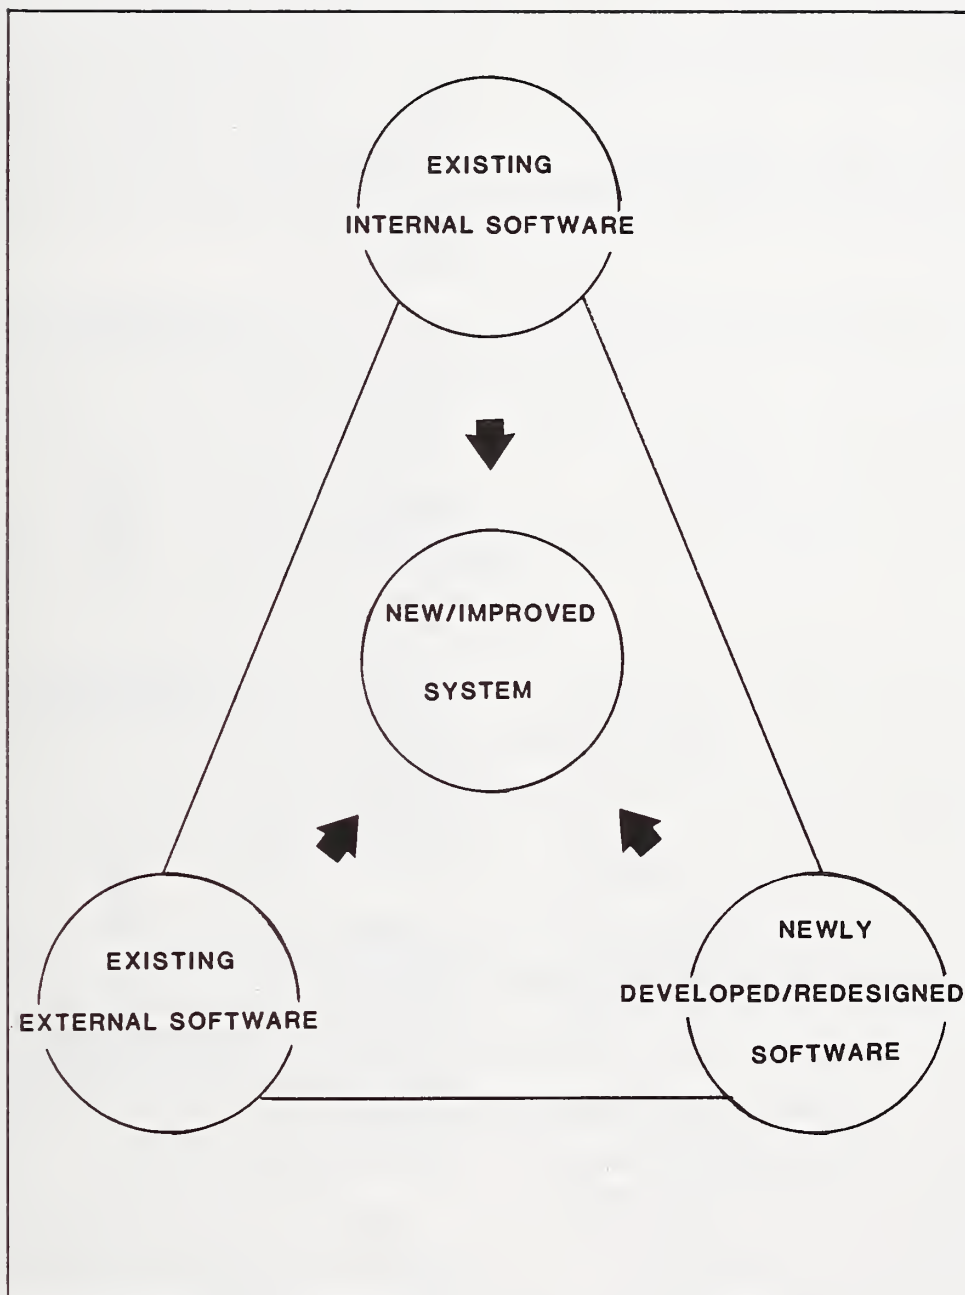 EXISTING
INTERNAL SOFTWARE
NEW/IMPROVED
SYSTEM
EXISTING
EXTERNAL SOFTWARE
NEWLY
DEVELOPED/REDESIGNED
SOFTWARE